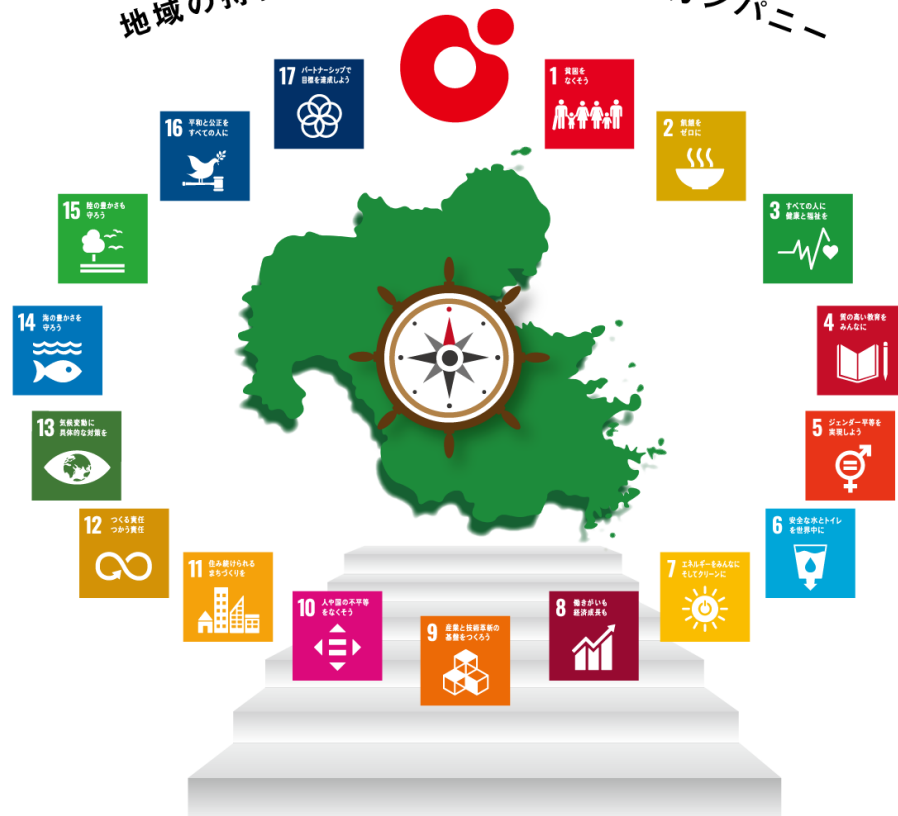 地域の持
カンパニー
17 パートナーシップで
目標を達成しよう
1 貧困を
なくそう
16 平和と公正を
すべての人に
2 飢餓を
ゼロに
15 陸の豊かさも
守ろう
3 すべての人に
健康と福祉を
14 海の豊かさを
守ろう
4 質の高い教育を
みんなに
13 気候変動に
具体的な対策を
5 ジェンダー平等を
実現しよう
12 つくる責任
つかう責任
6 安全な水とトイレ
を世界中に
11 住み続けられる
まちづくりを
7 エネルギーをみんなに
そしてクリーンに
10 人や国の不平等
をなくそう
8 働きがいも
経済成長も
9 産業と技術革新の
基盤をつくろう